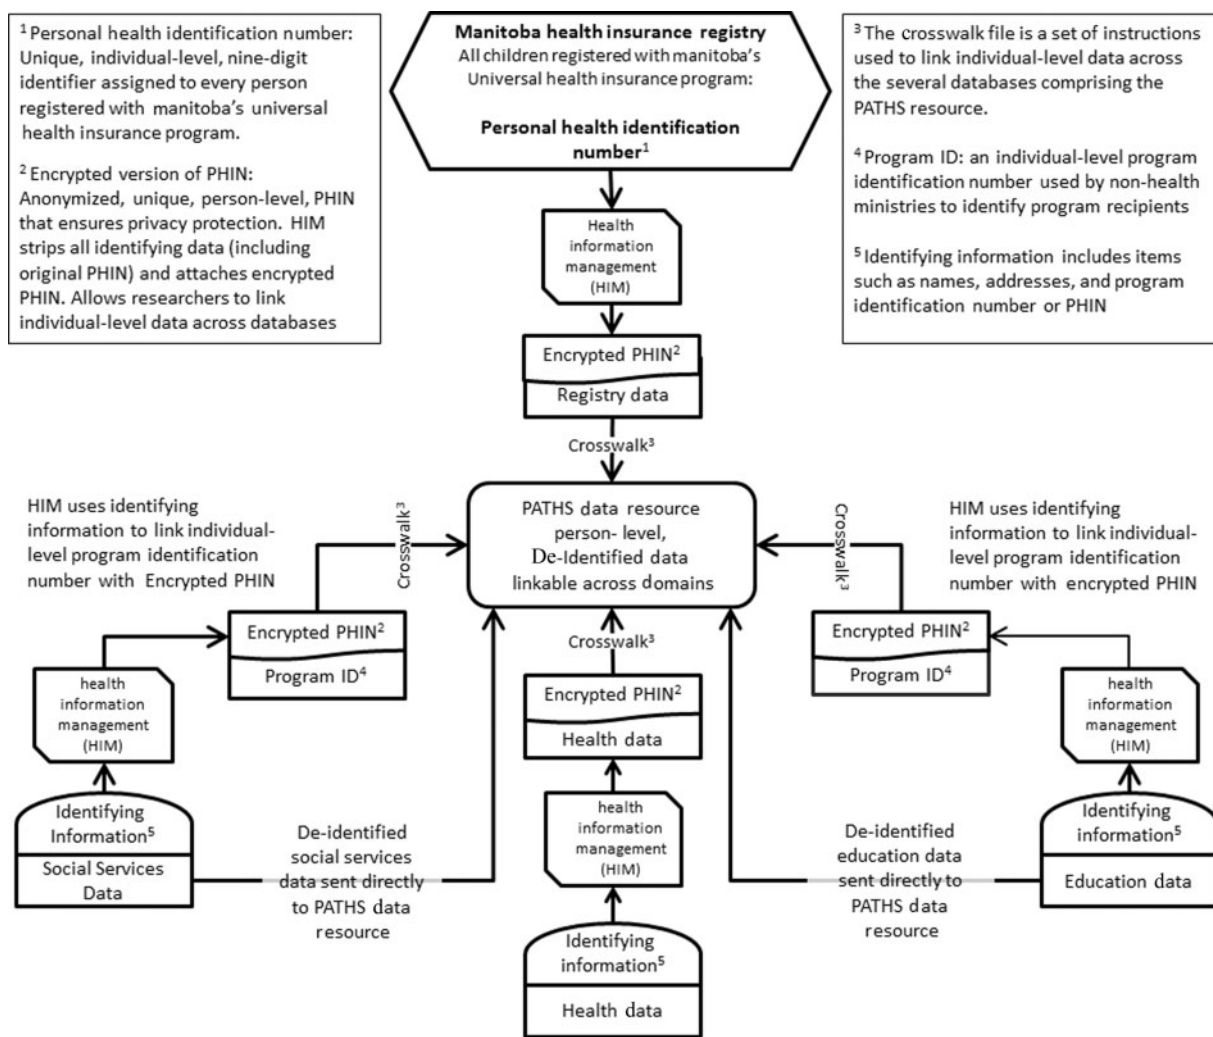 ¹ Personal health identification number:
Unique, individual-level, nine-digit
identifier assigned to every person
registered with manitoba's universal
health insurance program.
² Encrypted version of PHIN:
Anonymized, unique, person-level, PHIN
that ensures privacy protection. HIM
strips all identifying data (including
original PHIN) and attaches encrypted
PHIN. Allows researchers to link
individual-level data across databases
Manitoba health insurance registry
All children registered with manitoba's
Universal health insurance program:
Personal health identification
number¹
³ The crosswalk file is a set of instructions
used to link individual-level data across
the several databases comprising the
PATHS resource.
⁴ Program ID: an individual-level program
identification number used by non-health
ministries to identify program recipients
⁵ Identifying information includes items
such as names, addresses, and program
identification number or PHIN
Health
information
management
(HIM)
Encrypted PHIN²
Registry data
Crosswalk³
HIM uses identifying
information to link individual-
level program identification
number with Encrypted PHIN
Crosswalk³
PATHS data resource
person- level,
De-identified data
linkable across domains
Crosswalk³
HIM uses identifying
information to link individual-
level program identification
number with encrypted PHIN
Encrypted PHIN²
Program ID⁴
Crosswalk³
Encrypted PHIN²
Program ID⁴
health
information
management
(HIM)
Encrypted PHIN²
Health data
health
information
management
(HIM)
Identifying
Information⁵
Social Services
Data
De-identified
social services
data sent directly
to PATHS data
resource
health
information
management
(HIM)
De-identified
education data
sent directly to
PATHS data
resource
Identifying
information⁵
Education data
Identifying
information⁵
Health data